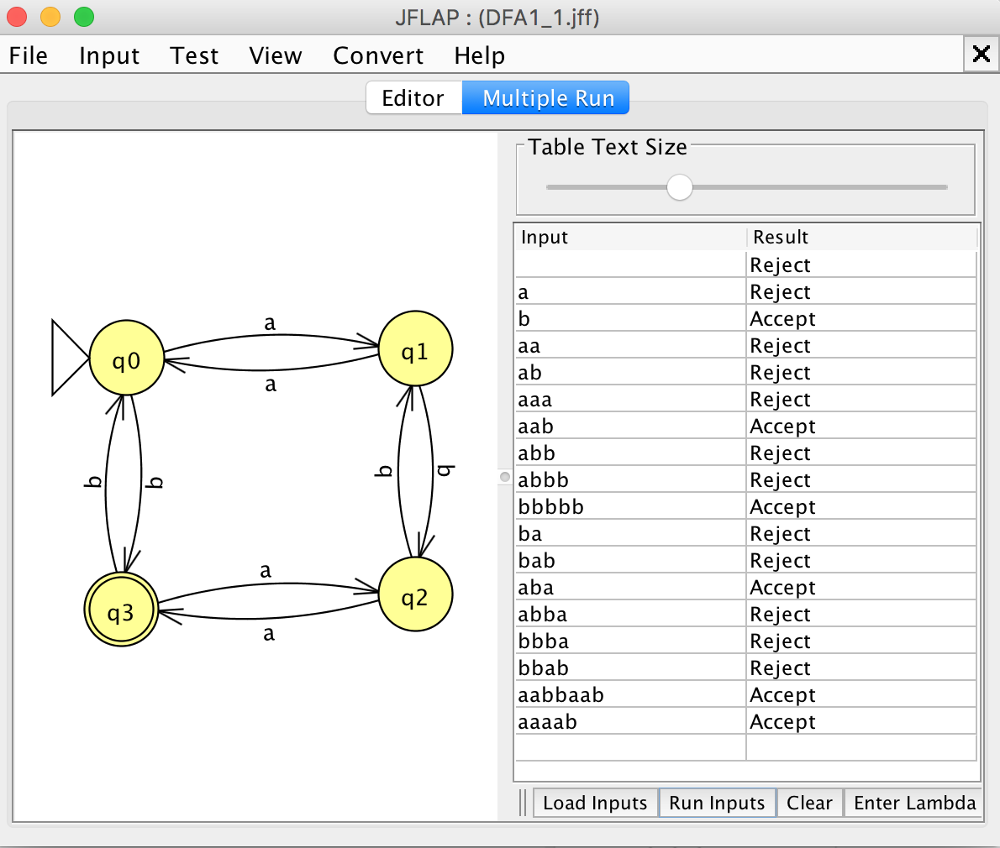 JFLAP : (DFA1_1.jff)
File Input Test View Convert Help
Editor Multiple Run
Table Text Size
Input Result
Reject
a Reject
b Accept
aa Reject
ab Reject
aaa Reject
aab Accept
abb Reject
abbb Reject
bbbbb Accept
ba Reject
bab Reject
aba Accept
abba Reject
bbba Reject
bbab Reject
aabbaab Accept
aaaab Accept
Load Inputs Run Inputs Clear Enter Lambda
a
q0 q1
a
b b b b
a
q3 q2
a